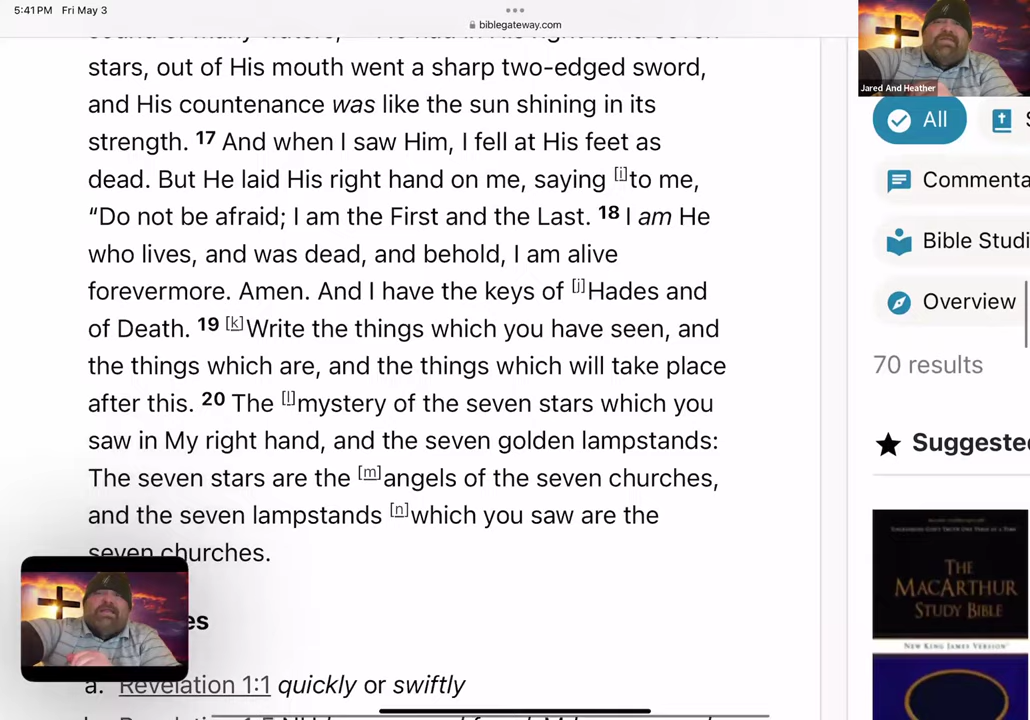 5:41 PM Fri May 3
biblegateway.com
Jared And Heather
stars, out of His mouth went a sharp two-edged sword,
and His countenance was like the sun shining in its
strength. 17 And when I saw Him, I fell at His feet as
dead. But He laid His right hand on me, saying [i]to me,
“Do not be afraid; I am the First and the Last. 18 I am He
who lives, and was dead, and behold, I am alive
forevermore. Amen. And I have the keys of [j]Hades and
of Death. 19 [k]Write the things which you have seen, and
the things which are, and the things which will take place
after this. 20 The [l]mystery of the seven stars which you
saw in My right hand, and the seven golden lampstands:
The seven stars are the [m]angels of the seven churches,
and the seven lampstands [n]which you saw are the
seven churches.
es
a. Revelation 1:1 quickly or swiftly
All
S
Commenta
Bible Studi
Overview
70 results
Suggeste
THE
MACARTHUR
STUDY BIBLE
NEW KING JAMES VERSION